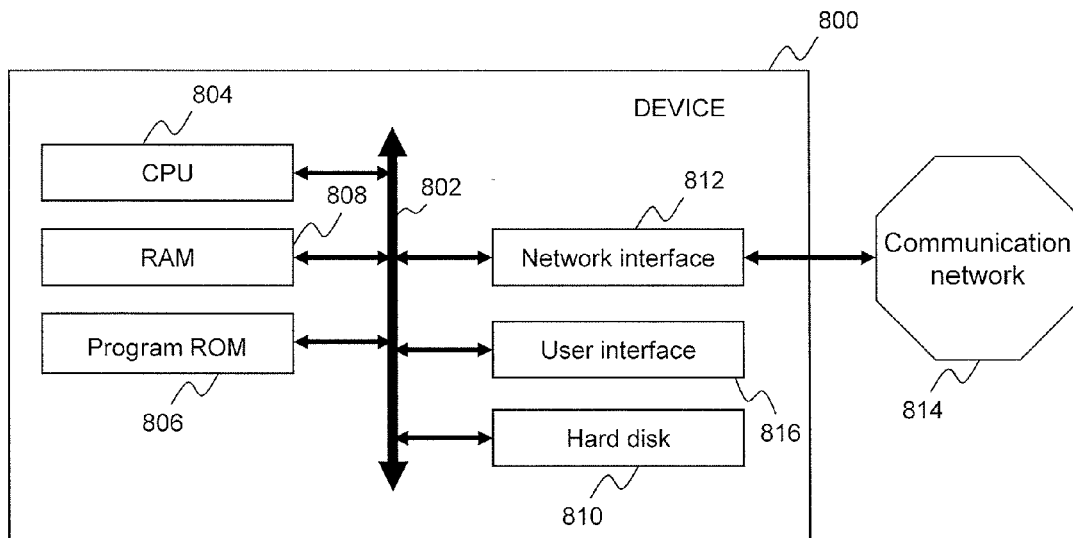 800
DEVICE
804
CPU
808
802
812
RAM
Network interface
Communication
network
Program ROM
User interface
806
816
814
Hard disk
810